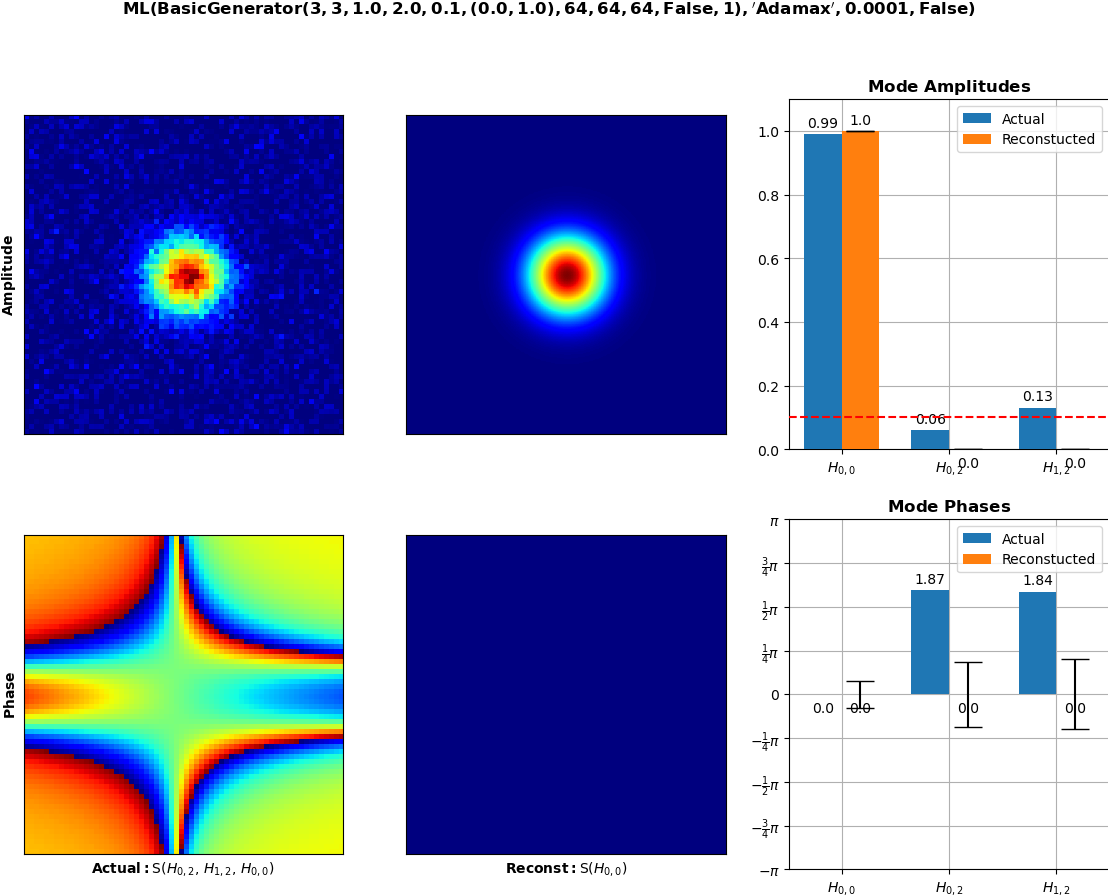 ML(BasicGenerator(3, 3, 1.0, 2.0, 0.1, (0.0, 1.0), 64, 64, 64, False, 1), ′Adamax′, 0.0001, False)
Amplitude
Mode Amplitudes
Actual
Reconstucted
1.0
0.8
0.6
0.4
0.2
0.0
0.99
1.0
0.06
0.0
0.13
0.0
H0,0
H0,2
H1,2
Phase
Actual: S(H0,2, H1,2, H0,0)
Reconst: S(H0,0)
Mode Phases
Actual
Reconstucted
π
3/4π
1/2π
1/4π
0
−1/4π
−1/2π
−3/4π
−π
0.0
0.0
1.87
0.0
1.84
0.0
H0,0
H0,2
H1,2